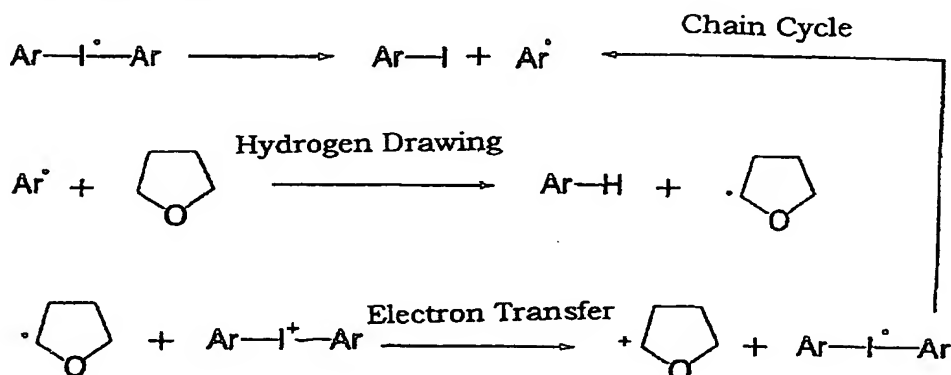 Chain Cycle
Ar—I•—Ar → Ar—I + Ar•
Hydrogen Drawing
Ar• + O → Ar—H + • O
• O + Ar—I+—Ar Electron Transfer → + O + Ar—I•—Ar